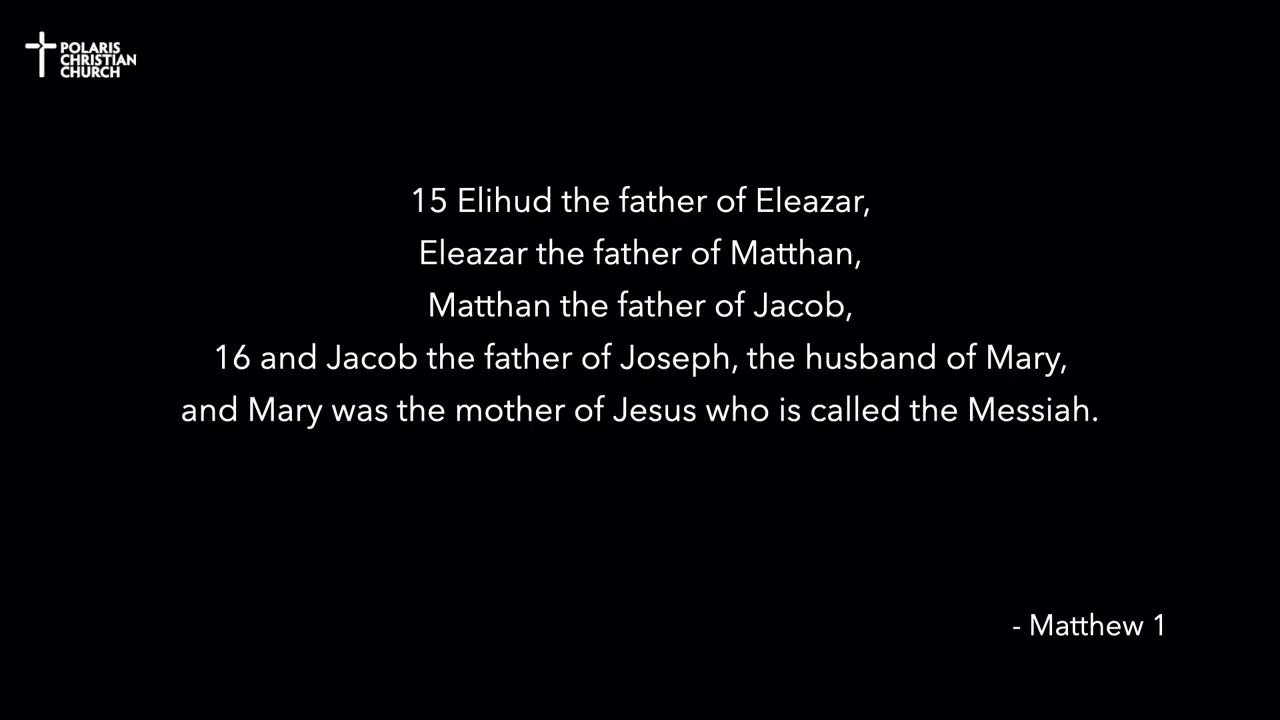 POLARIS
CHRISTIAN
CHURCH
15 Elihud the father of Eleazar,
Eleazar the father of Matthan,
Matthan the father of Jacob,
16 and Jacob the father of Joseph, the husband of Mary,
and Mary was the mother of Jesus who is called the Messiah.
- Matthew 1